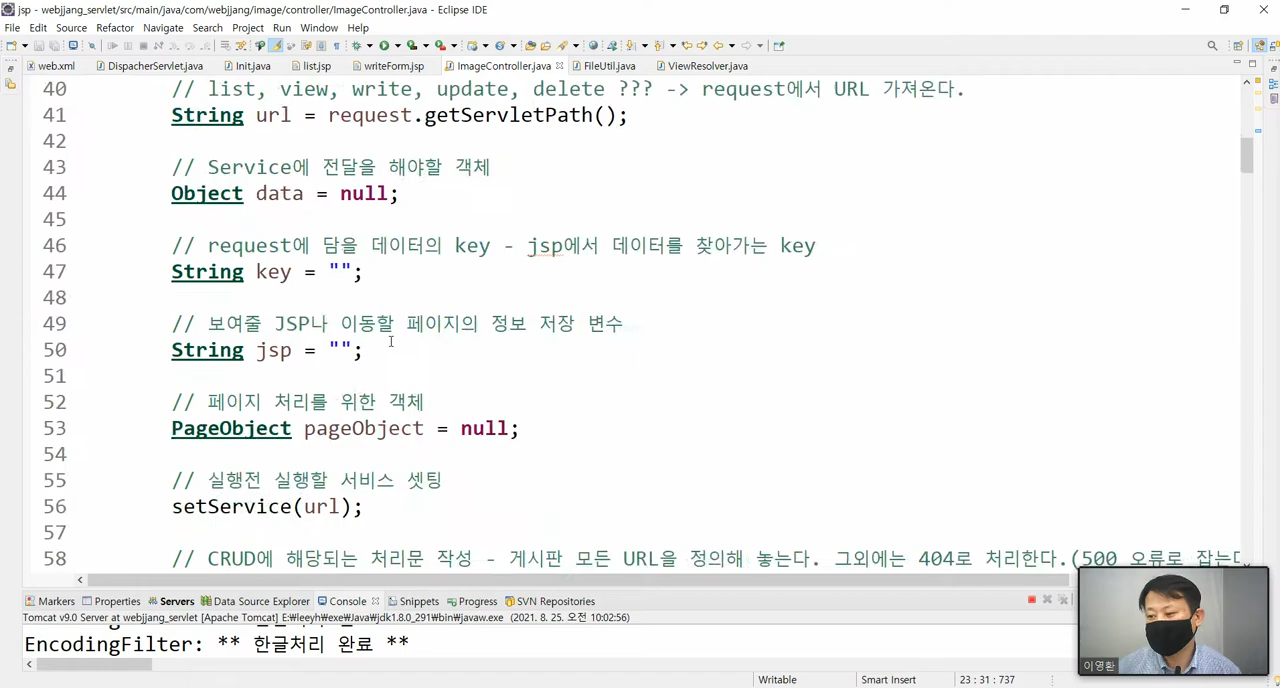 jsp - webjjang_servlet/src/main/java/com/webjjang/image/controller/ImageController.java - Eclipse IDE
File Edit Source Refactor Navigate Search Project Run Window Help
web.xml DispacherServlet.java Init.java list.jsp writeForm.jsp ImageController.java FileUtil.java ViewResolver.java
40 // list, view, write, update, delete ??? -> request에서 URL 가져온다.
41 String url = request.getServletPath();
42
43 // Service에 전달을 해야할 객체
44 Object data = null;
45
46 // request에 담을 데이터의 key - jsp에서 데이터를 찾아가는 key
47 String key = "";
48
49 // 보여줄 JSP나 이동할 페이지의 정보 저장 변수
50 String jsp = "";
51
52 // 페이지 처리를 위한 객체
53 PageObject pageObject = null;
54
55 // 실행전 실행할 서비스 셋팅
56 setService(url);
57
58 // CRUD에 해당되는 처리문 작성 - 게시판 모든 URL을 정의해 놓는다. 그외에는 404로 처리한다.(500 오류로 잡는다
Markers Properties Servers Data Source Explorer Console Snippets Progress SVN Repositories
Tomcat v9.0 Server at webjjang_servlet [Apache Tomcat] E:\leeyh\exe\Java\jdk1.8.0_291\bin\javaw.exe (2021. 8. 25. 오전 10:02:56)
EncodingFilter: ** 한글처리 완료 **
이영환
Writable Smart Insert 23 : 31 : 737